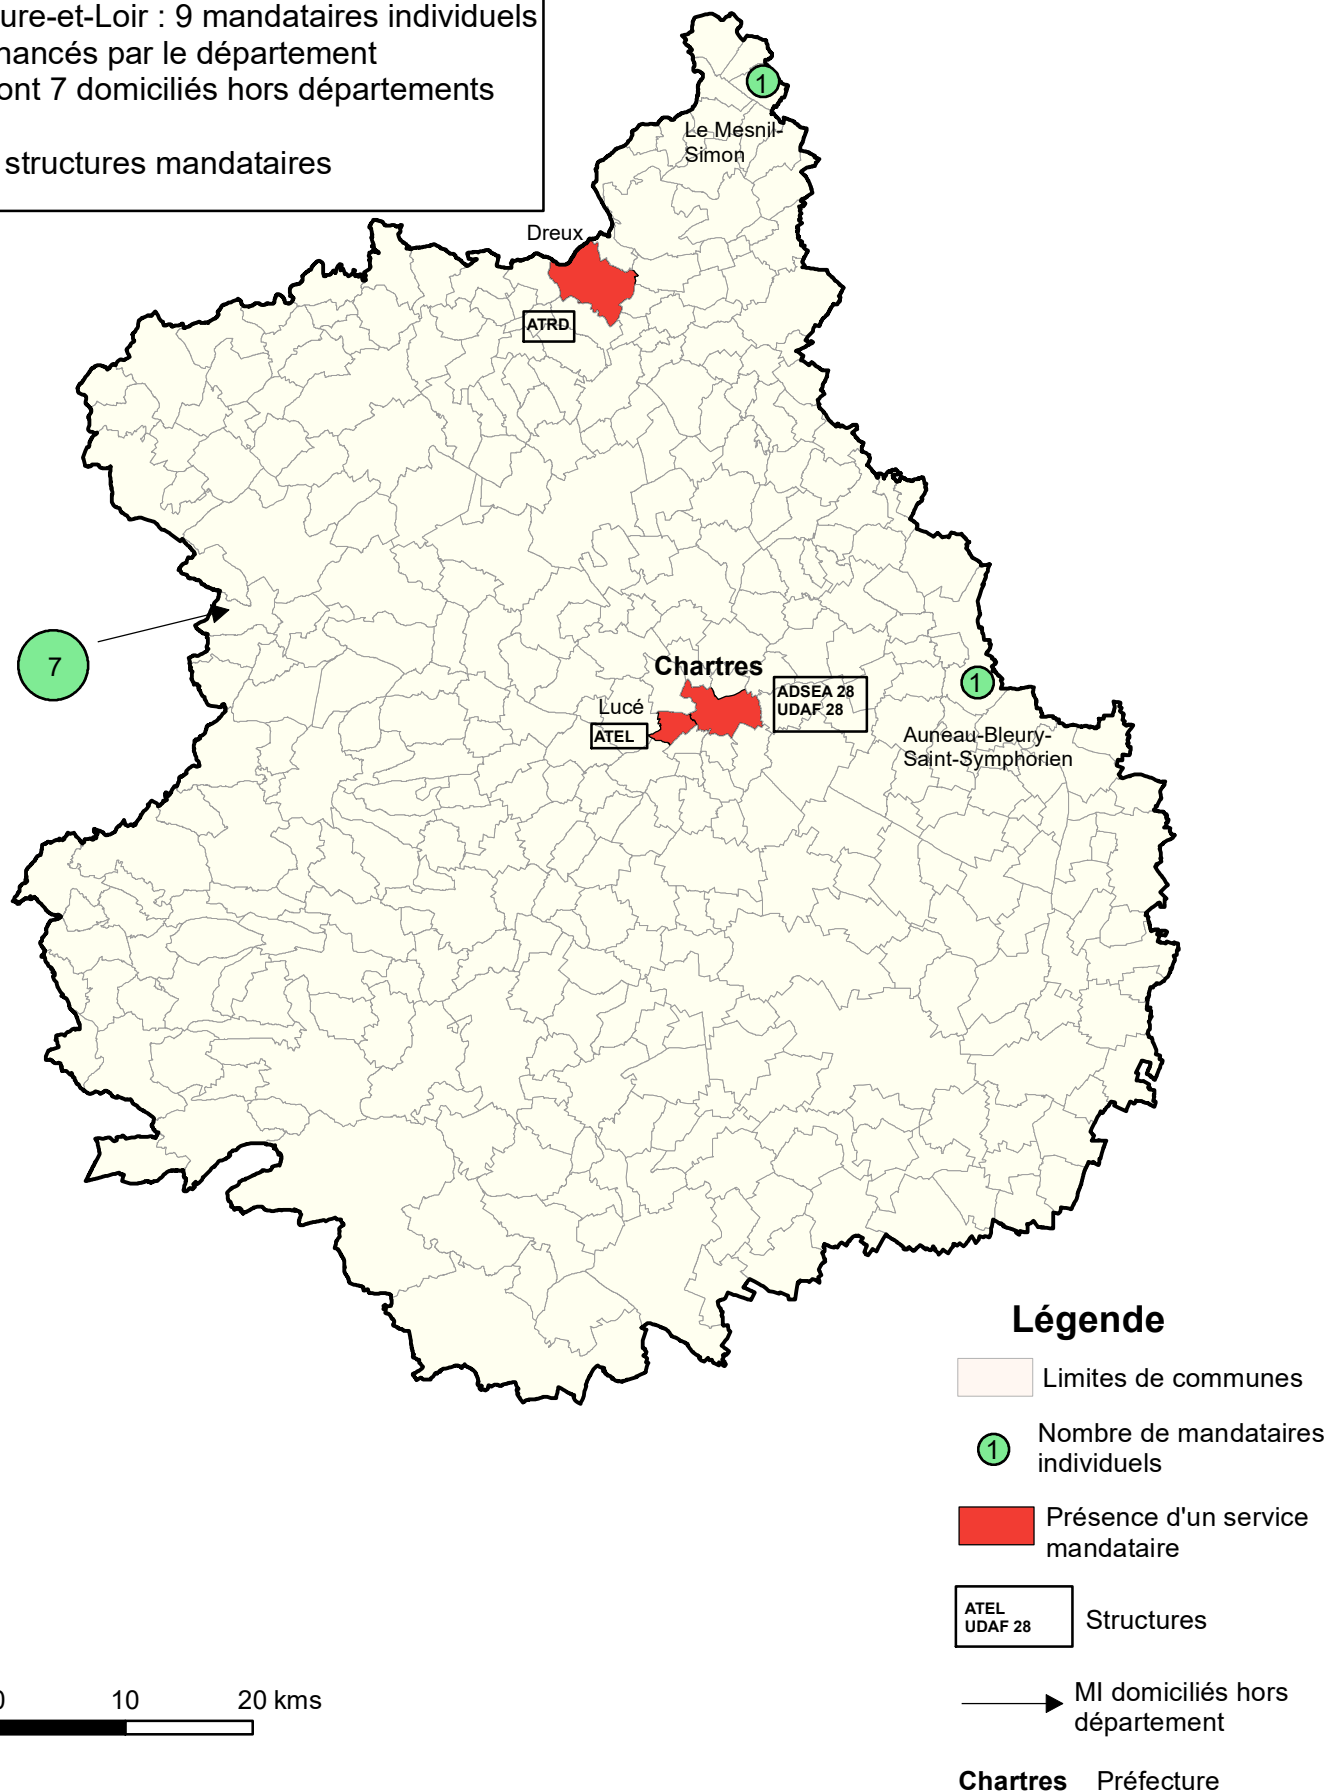 ure-et-Loir : 9 mandataires individuels
nancés par le département
ont 7 domiciliés hors départements
structures mandataires
1
Le Mesnil-
Simon
Dreux
ATRD
7
Chartres
ADSEA 28
UDAF 28
Lucé
ATEL
1
Auneau-Bleury-
Saint-Symphorien
Légende
Limites de communes
1
Nombre de mandataires
individuels
Présence d'un service
mandataire
ATEL
UDAF 28
Structures
MI domiciliés hors
département
0 10 20 kms
Chartres Préfecture